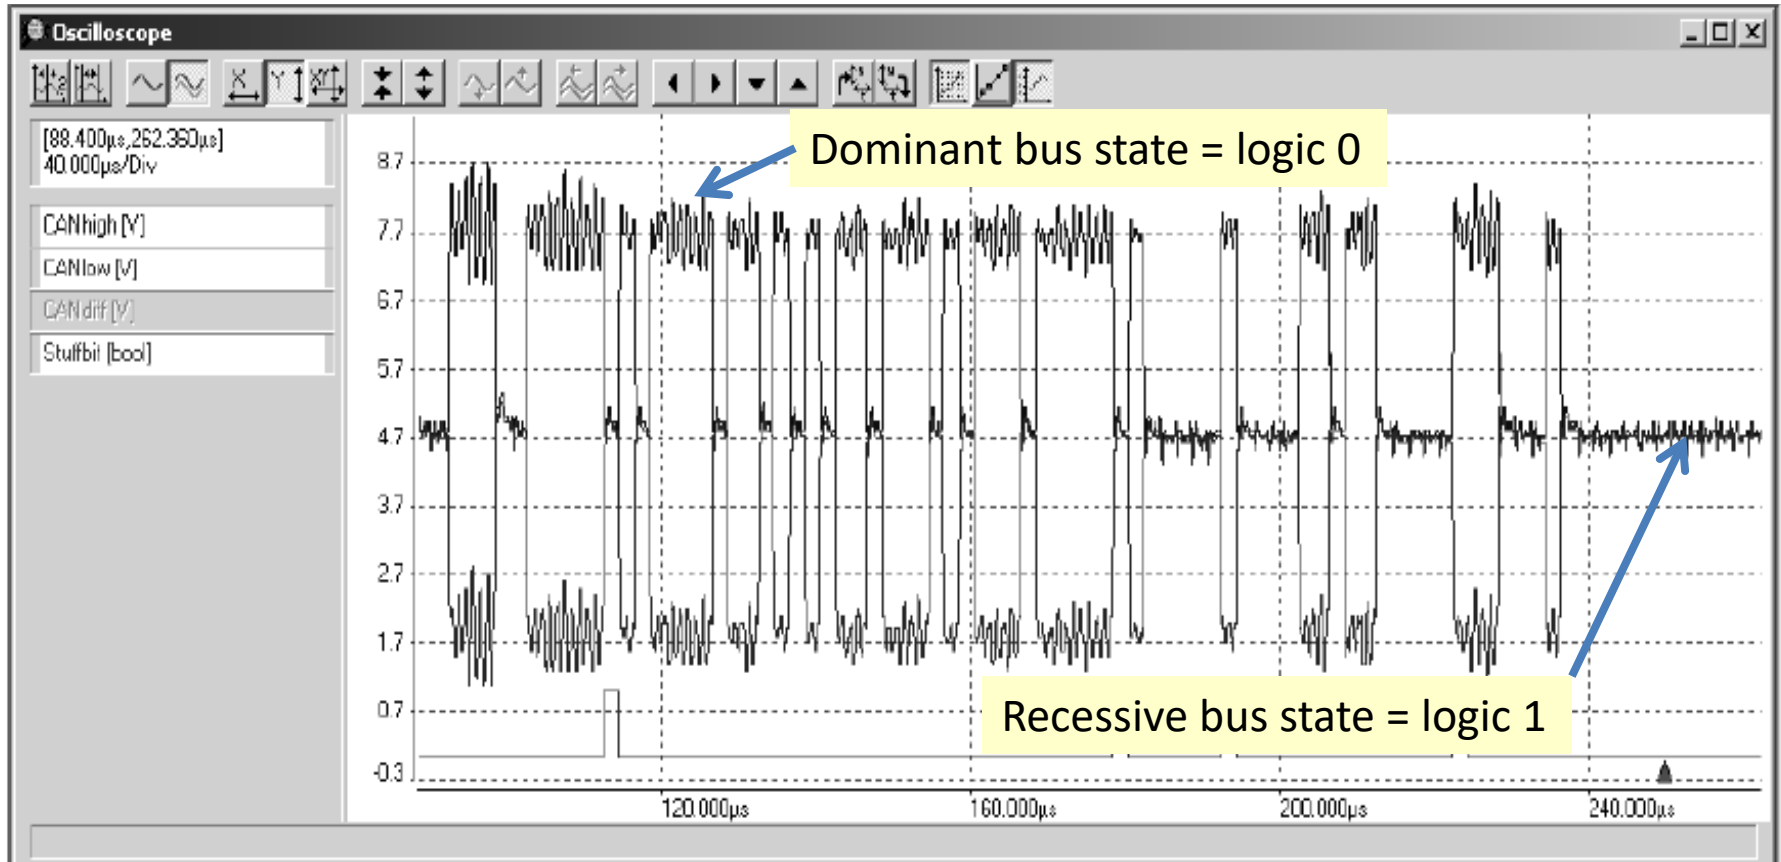 Oscilloscope
[88.400µs,262.360µs]
40.000µs/Div
CANhigh [V]
CANlow [V]
CANdiff [V]
Stuffbit [bool]
Dominant bus state = logic 0
8.7
7.7
6.7
5.7
4.7
3.7
2.7
1.7
0.7
-0.3
Recessive bus state = logic 1
120.000µs 160.000µs 200.000µs 240.000µs